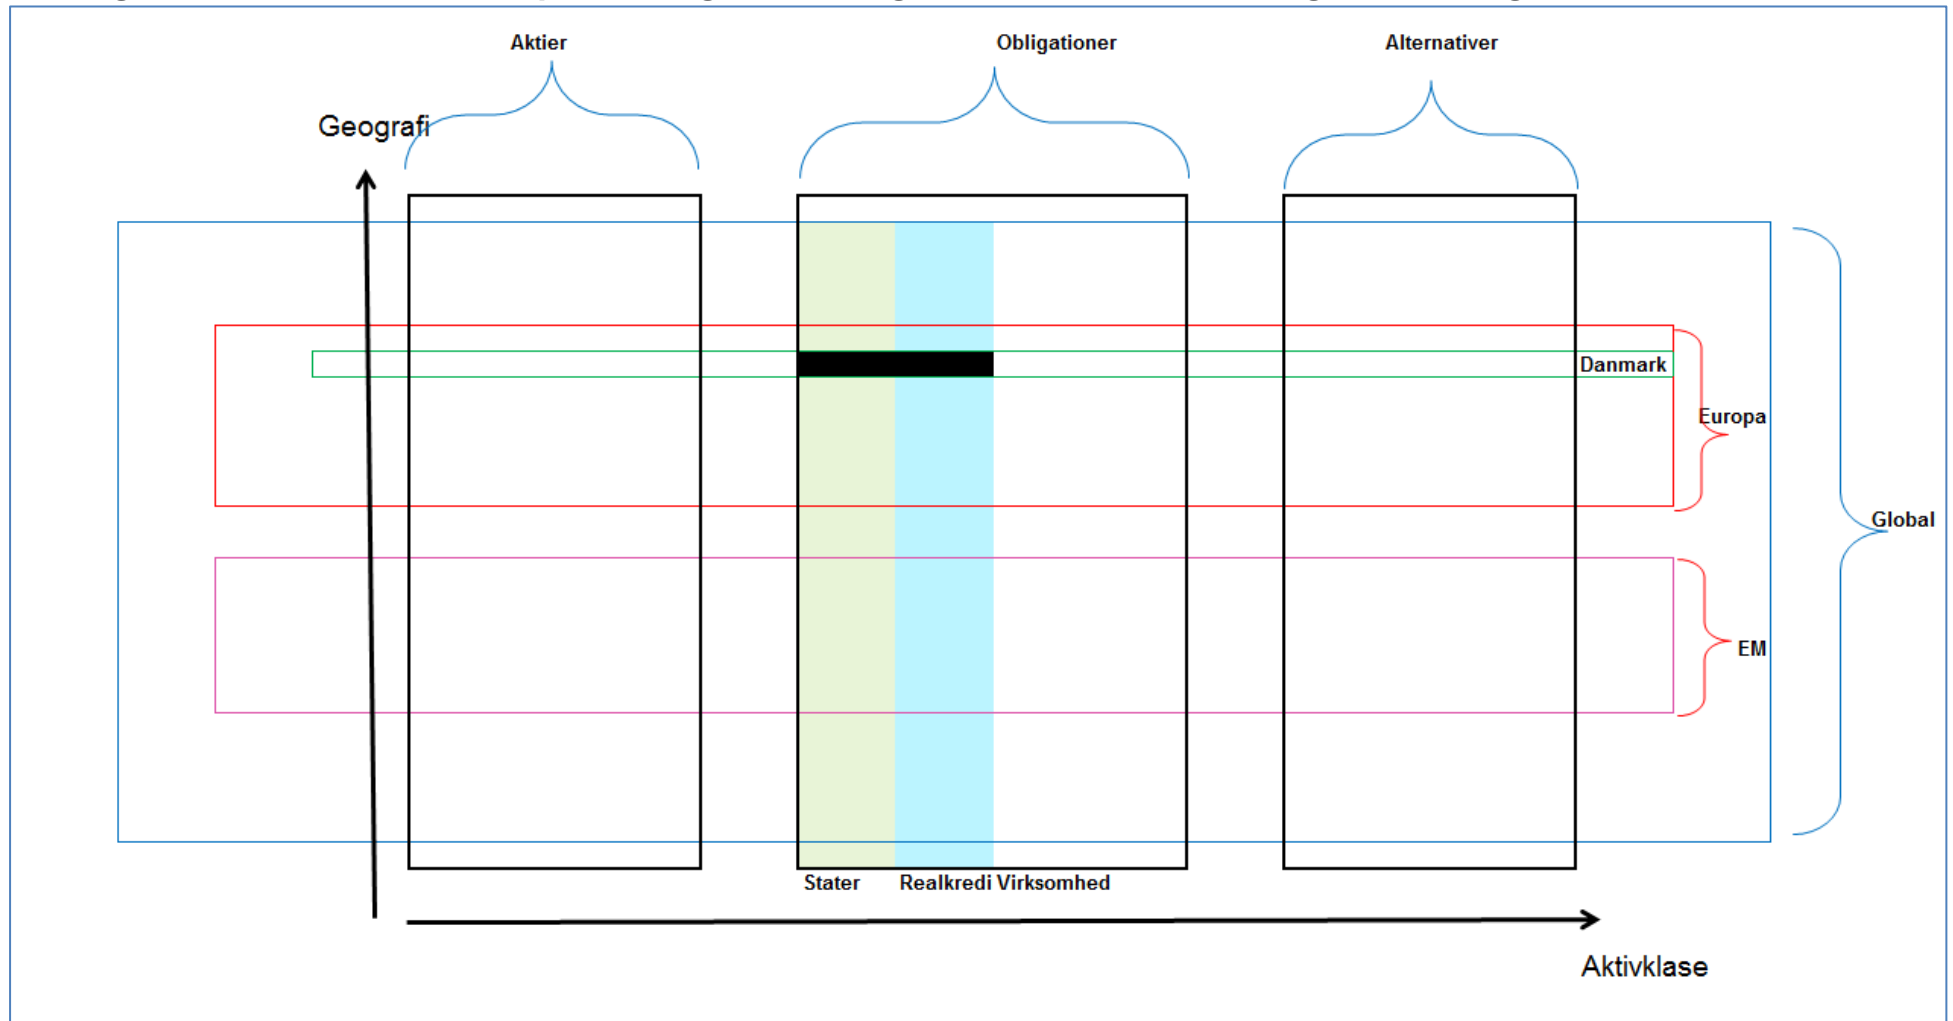 Aktier
Obligationer
Alternativer
Geografi
Danmark
Europa
Global
EM
Stater
Realkredi
Virksomhed
Aktivklase